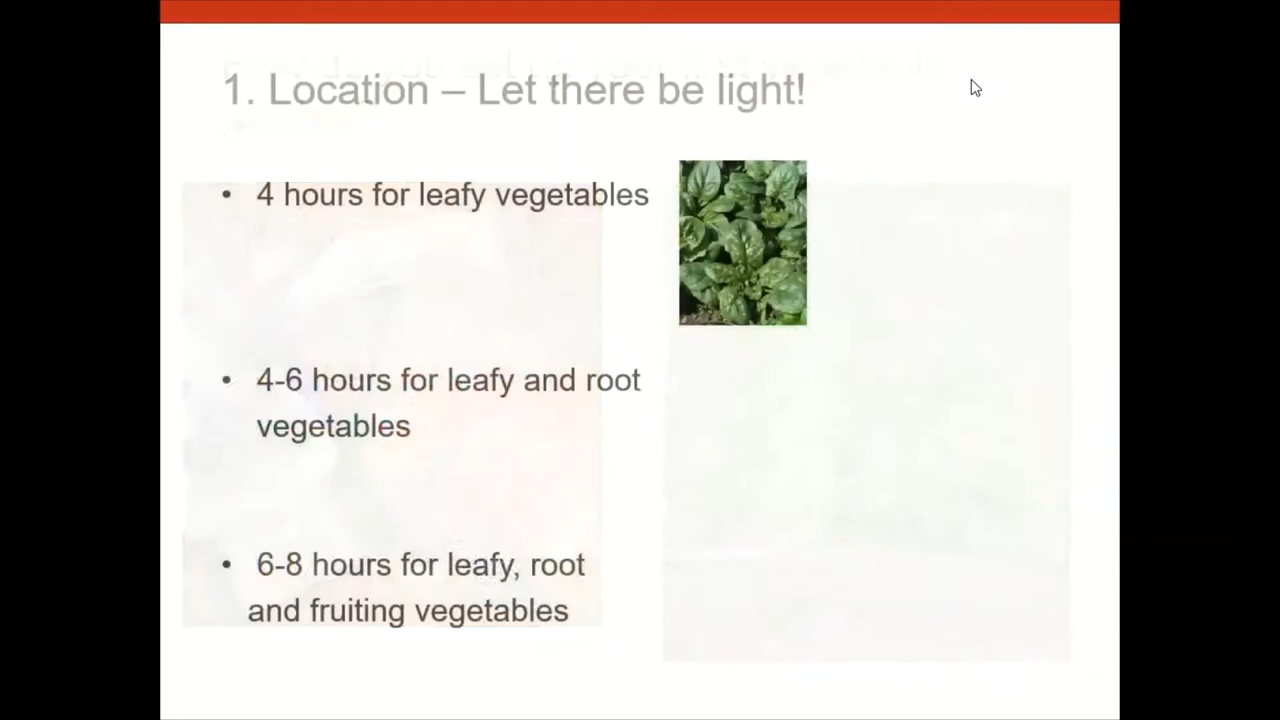 1. Location – Let there be light!
• 4 hours for leafy vegetables
• 4-6 hours for leafy and root
vegetables
• 6-8 hours for leafy, root
and fruiting vegetables